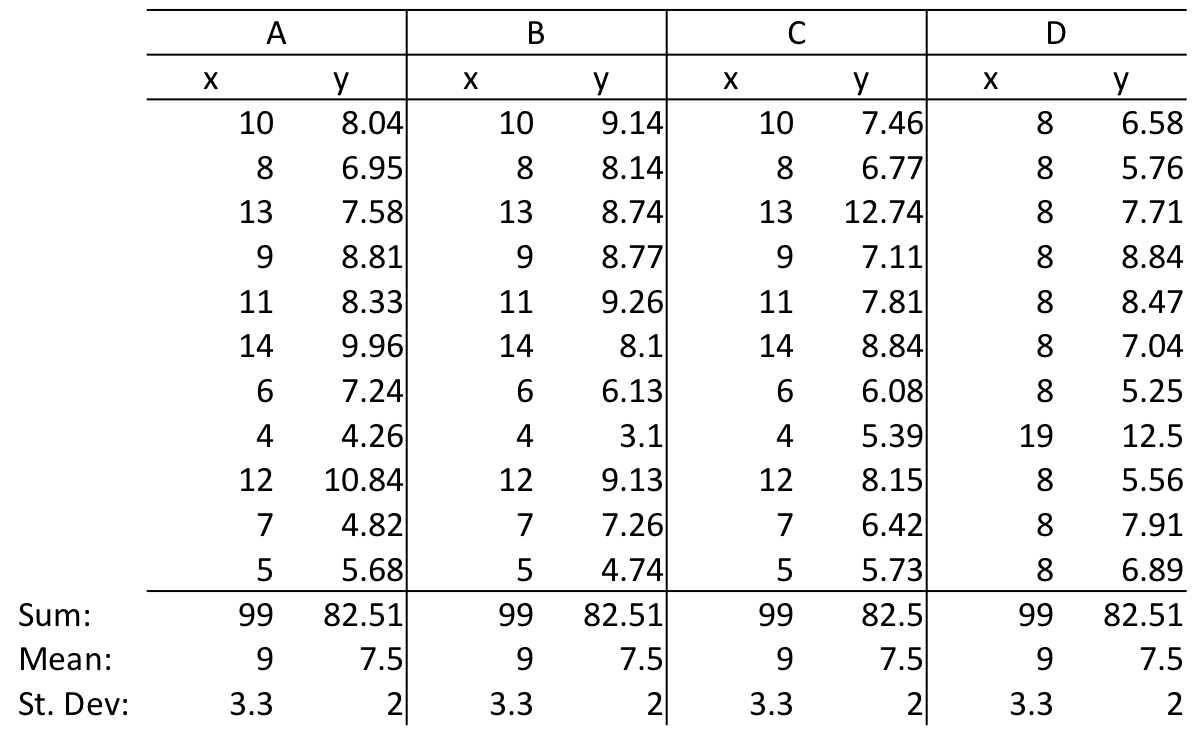 A B C D
x y x y x y x y
10 8.04 10 9.14 10 7.46 8 6.58
8 6.95 8 8.14 8 6.77 8 5.76
13 7.58 13 8.74 13 12.74 8 7.71
9 8.81 9 8.77 9 7.11 8 8.84
11 8.33 11 9.26 11 7.81 8 8.47
14 9.96 14 8.1 14 8.84 8 7.04
6 7.24 6 6.13 6 6.08 8 5.25
4 4.26 4 3.1 4 5.39 19 12.5
12 10.84 12 9.13 12 8.15 8 5.56
7 4.82 7 7.26 7 6.42 8 7.91
5 5.68 5 4.74 5 5.73 8 6.89
Sum: 99 82.51 99 82.51 99 82.5 99 82.51
Mean: 9 7.5 9 7.5 9 7.5 9 7.5
St. Dev: 3.3 2 3.3 2 3.3 2 3.3 2